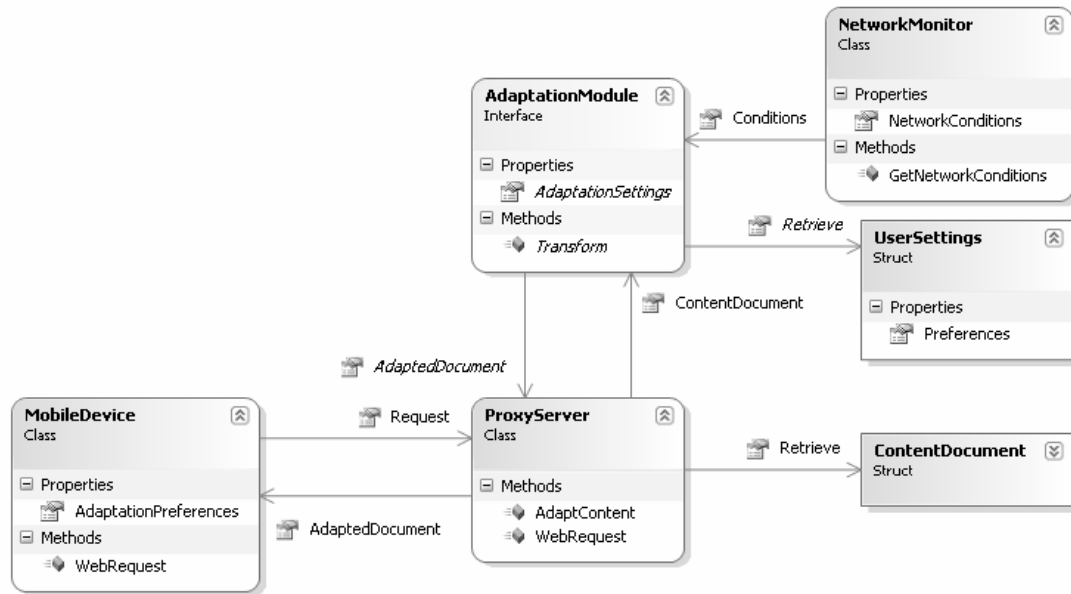 NetworkMonitor
Class
Properties
NetworkConditions
Methods
GetNetworkConditions
AdaptationModule
Interface
Properties
AdaptationSettings
Methods
Transform
Conditions
Retrieve
UserSettings
Struct
Properties
Preferences
ContentDocument
AdaptedDocument
MobileDevice
Class
Properties
AdaptationPreferences
Methods
WebRequest
Request
AdaptedDocument
ProxyServer
Class
Methods
AdaptContent
WebRequest
Retrieve
ContentDocument
Struct